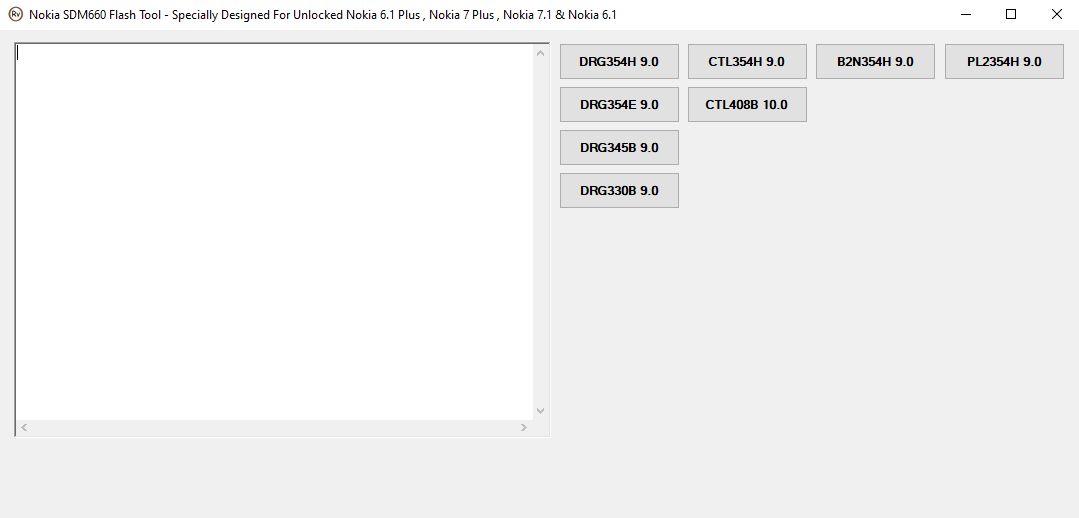 Rv Nokia SDM660 Flash Tool - Specially Designed For Unlocked Nokia 6.1 Plus , Nokia 7 Plus , Nokia 7.1 & Nokia 6.1
DRG354H 9.0 CTL354H 9.0 B2N354H 9.0 PL2354H 9.0
DRG354E 9.0 CTL408B 10.0
DRG345B 9.0
DRG330B 9.0